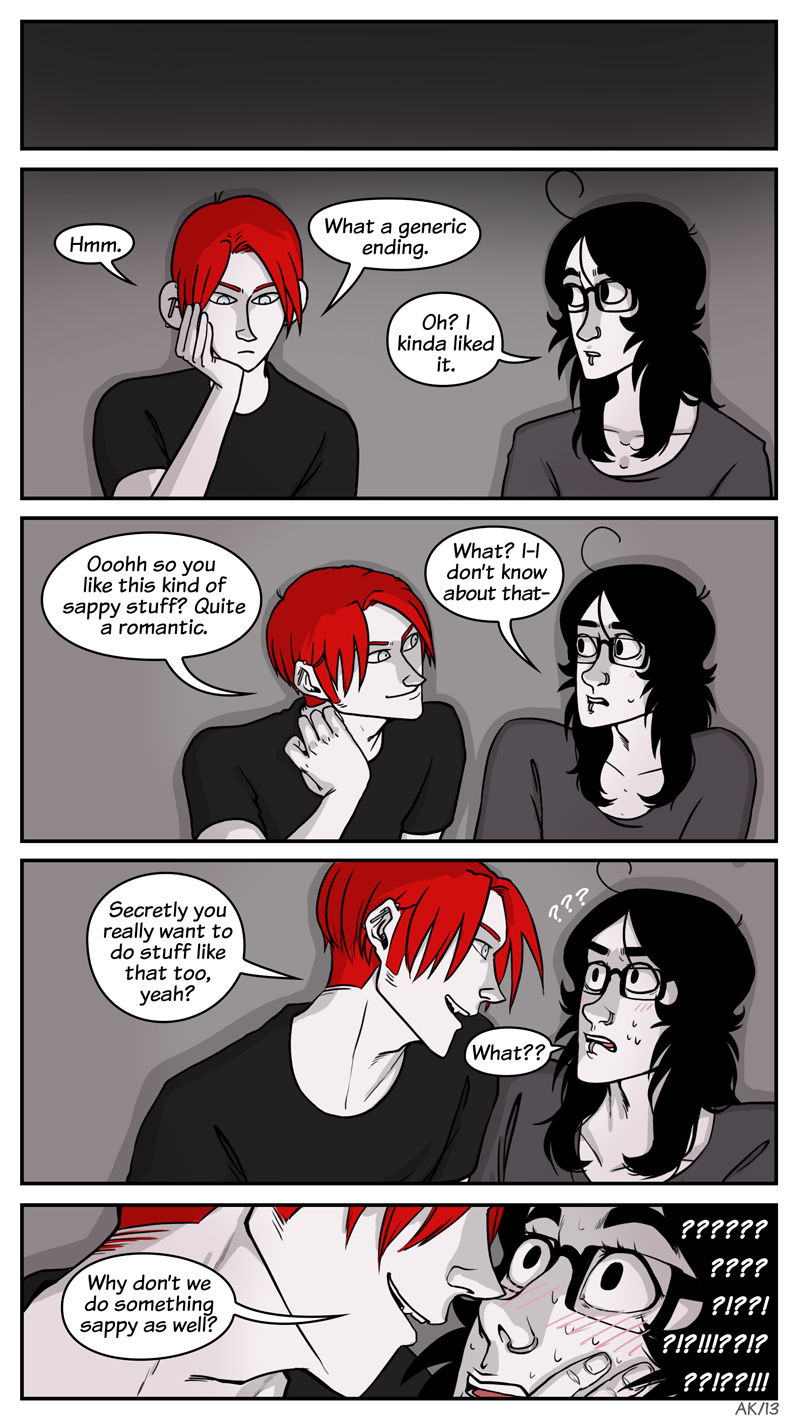 Hmm.
What a generic
ending.
Oh? I
kinda liked
it.
Ooohh so you
like this kind of
sappy stuff? Quite
a romantic.
What? I-I
don't know
about that-
Secretly you
really want to
do stuff like
that too,
yeah?
???
What??
Why don't we
do something
sappy as well?
??????
????
?!??!
?!?!!!??!?
??!??!!!
AK/13